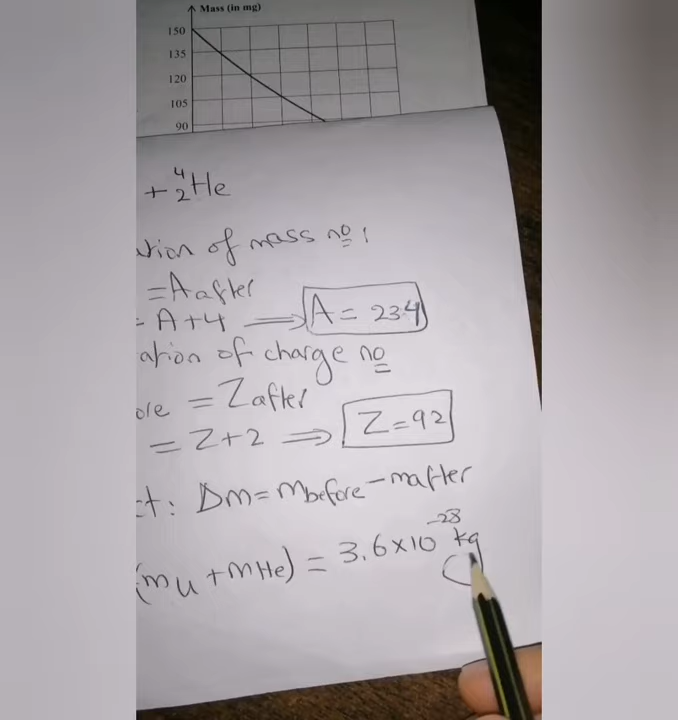 Mass (in mg)
150
135
120
105
90
+ ⁴₂He
ation of mass no:
= A after
= A+4 ⟹ A = 234
ation of charge no
ore = Z after
= Z+2 ⟹ Z=92
ct: Δm = m before - m after
(m U + m He) = 3.6×10⁻²⁸ kg